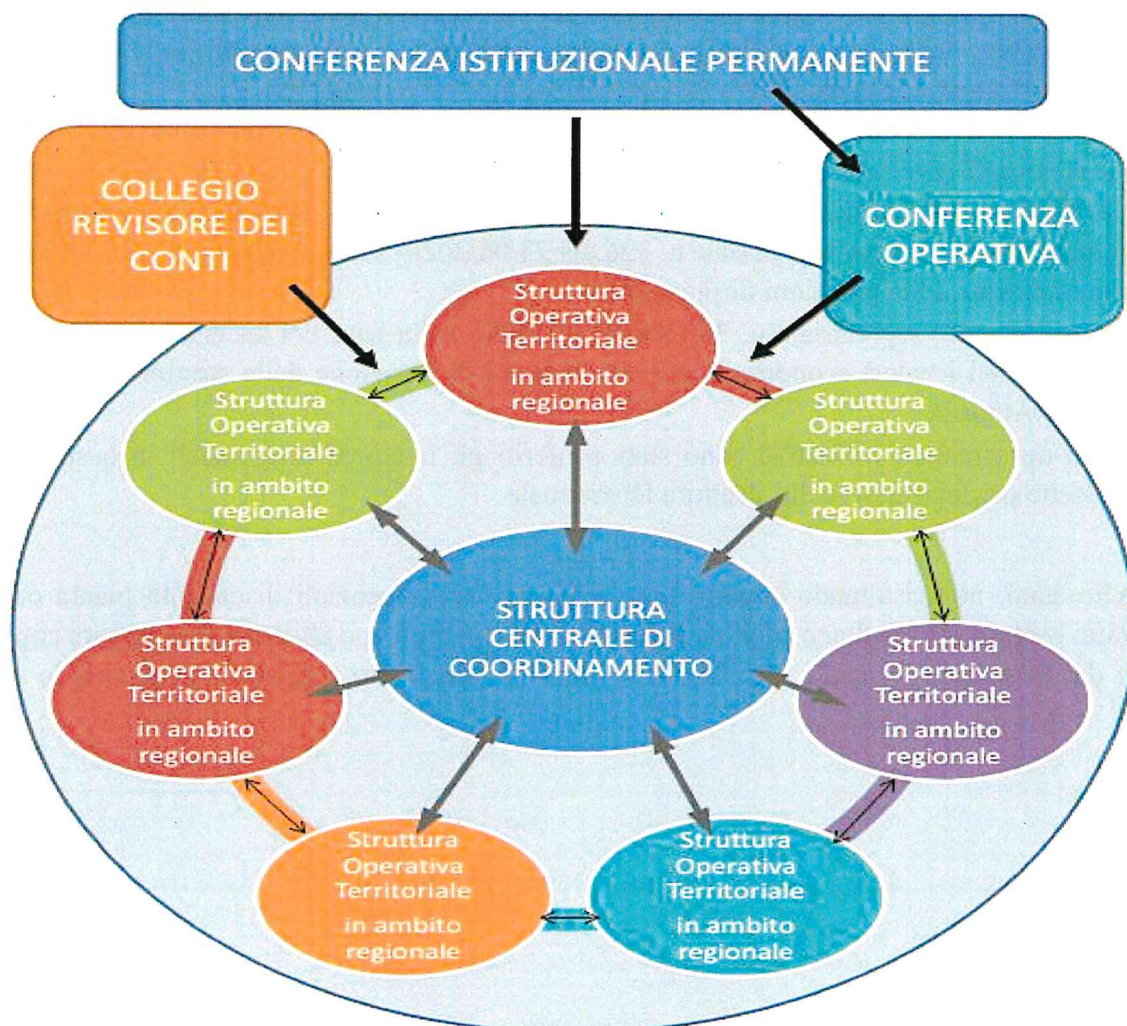 CONFERENZA ISTITUZIONALE PERMANENTE
COLLEGIO
REVISORE DEI
CONTI
CONFERENZA
OPERATIVA
Struttura
Operativa
Territoriale
in ambito
regionale
Struttura
Operativa
Territoriale
in ambito
regionale
Struttura
Operativa
Territoriale
in ambito
regionale
STRUTTURA
CENTRALE DI
COORDINAMENTO
Struttura
Operativa
Territoriale
in ambito
regionale
Struttura
Operativa
Territoriale
in ambito
regionale
Struttura
Operativa
Territoriale
in ambito
regionale
Struttura
Operativa
Territoriale
in ambito
regionale